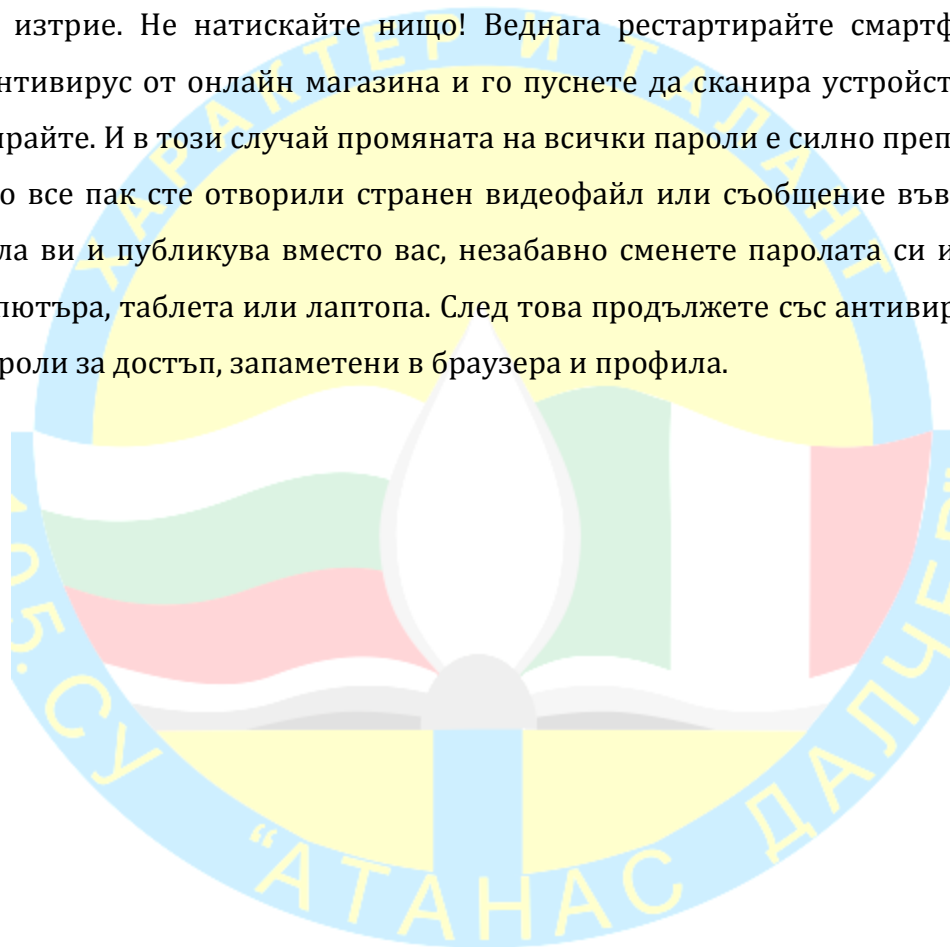 изтрие. Не натискайте нищо! Веднага рестартирайте смартф
нтивирус от онлайн магазина и го пуснете да сканира устройст
ирайте. И в този случай промяната на всички пароли е силно преп
о все пак сте отворили странен видеофайл или съобщение във
ла ви и публикува вместо вас, незабавно сменете паролата си и
пютъра, таблета или лаптопа. След това продължете със антивир
роли за достъп, запаметени в браузера и профила.
ХАРАКТЕР И ТАЛАНТ
105. СУ "АТАНАС ДАЛЧЕВ"